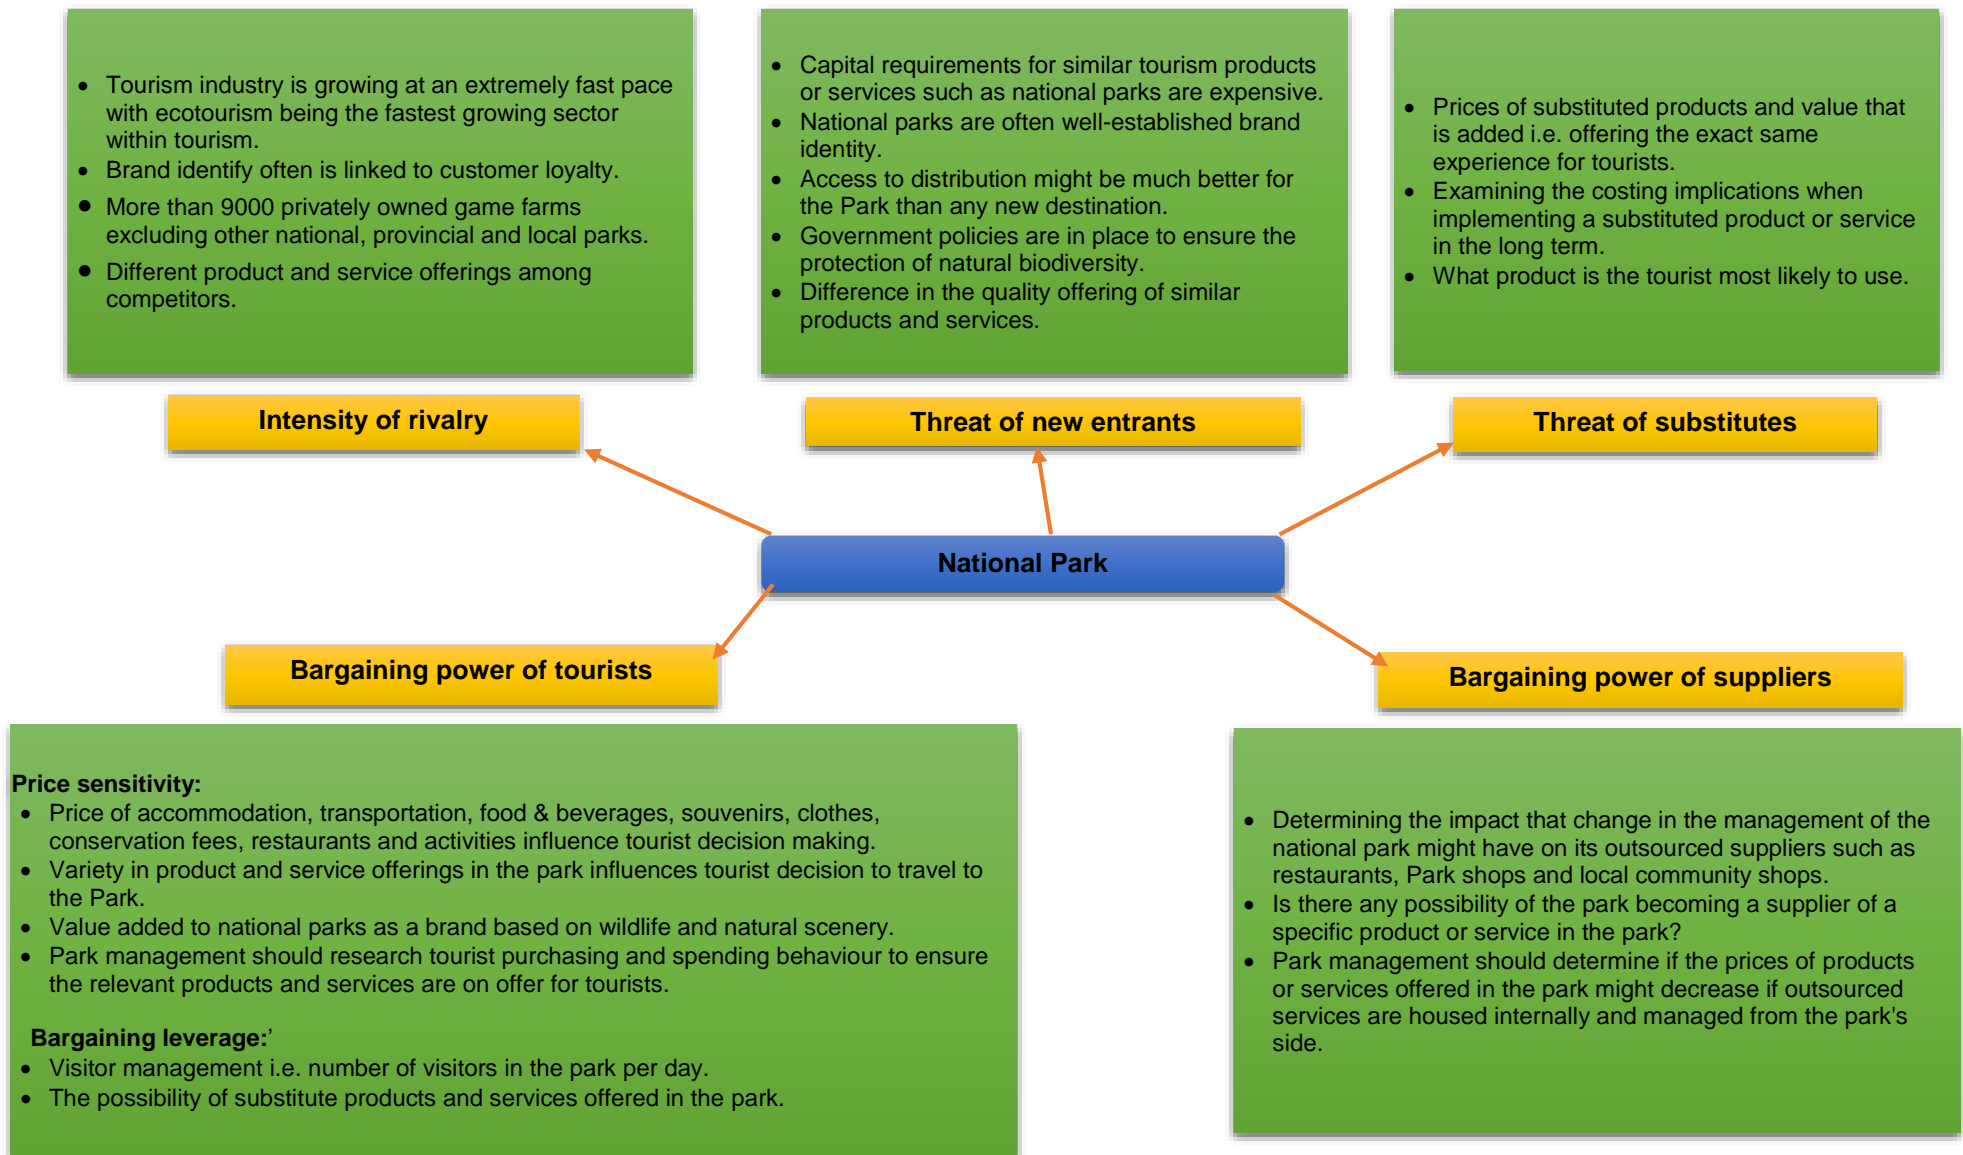 • Tourism industry is growing at an extremely fast pace
with ecotourism being the fastest growing sector
within tourism.
• Brand identify often is linked to customer loyalty.
• More than 9000 privately owned game farms
excluding other national, provincial and local parks.
• Different product and service offerings among
competitors.
• Capital requirements for similar tourism products
or services such as national parks are expensive.
• National parks are often well-established brand
identity.
• Access to distribution might be much better for
the Park than any new destination.
• Government policies are in place to ensure the
protection of natural biodiversity.
• Difference in the quality offering of similar
products and services.
• Prices of substituted products and value that
is added i.e. offering the exact same
experience for tourists.
• Examining the costing implications when
implementing a substituted product or service
in the long term.
• What product is the tourist most likely to use.
Intensity of rivalry
Threat of new entrants
Threat of substitutes
National Park
Bargaining power of tourists
Bargaining power of suppliers
Price sensitivity:
• Price of accommodation, transportation, food & beverages, souvenirs, clothes,
conservation fees, restaurants and activities influence tourist decision making.
• Variety in product and service offerings in the park influences tourist decision to travel to
the Park.
• Value added to national parks as a brand based on wildlife and natural scenery.
• Park management should research tourist purchasing and spending behaviour to ensure
the relevant products and services are on offer for tourists.
Bargaining leverage:’
• Visitor management i.e. number of visitors in the park per day.
• The possibility of substitute products and services offered in the park.
• Determining the impact that change in the management of the
national park might have on its outsourced suppliers such as
restaurants, Park shops and local community shops.
• Is there any possibility of the park becoming a supplier of a
specific product or service in the park?
• Park management should determine if the prices of products
or services offered in the park might decrease if outsourced
services are housed internally and managed from the park's
side.